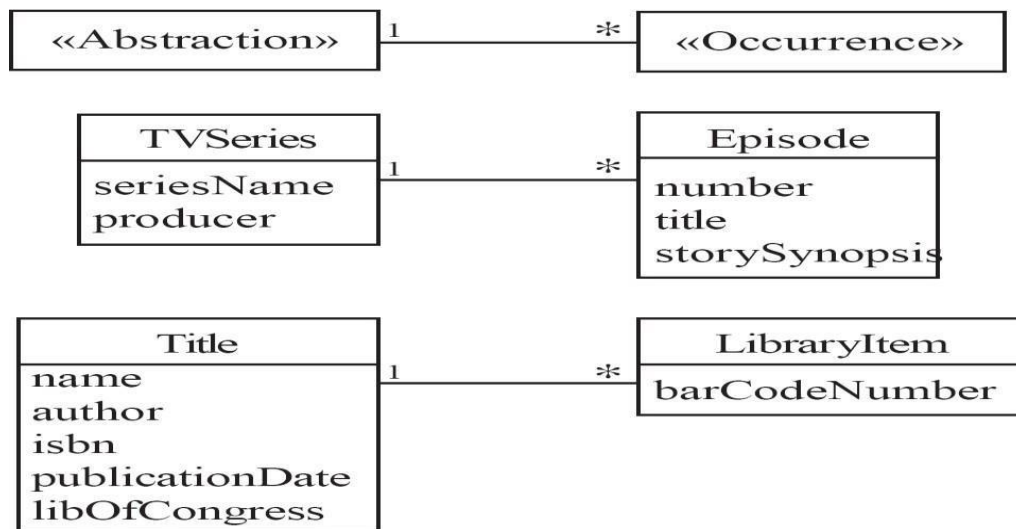 «Abstraction» 1 * «Occurrence»
TVSeries
seriesName
producer
1 *
Episode
number
title
storySynopsis
Title
name
author
isbn
publicationDate
libOfCongress
1 *
LibraryItem
barCodeNumber